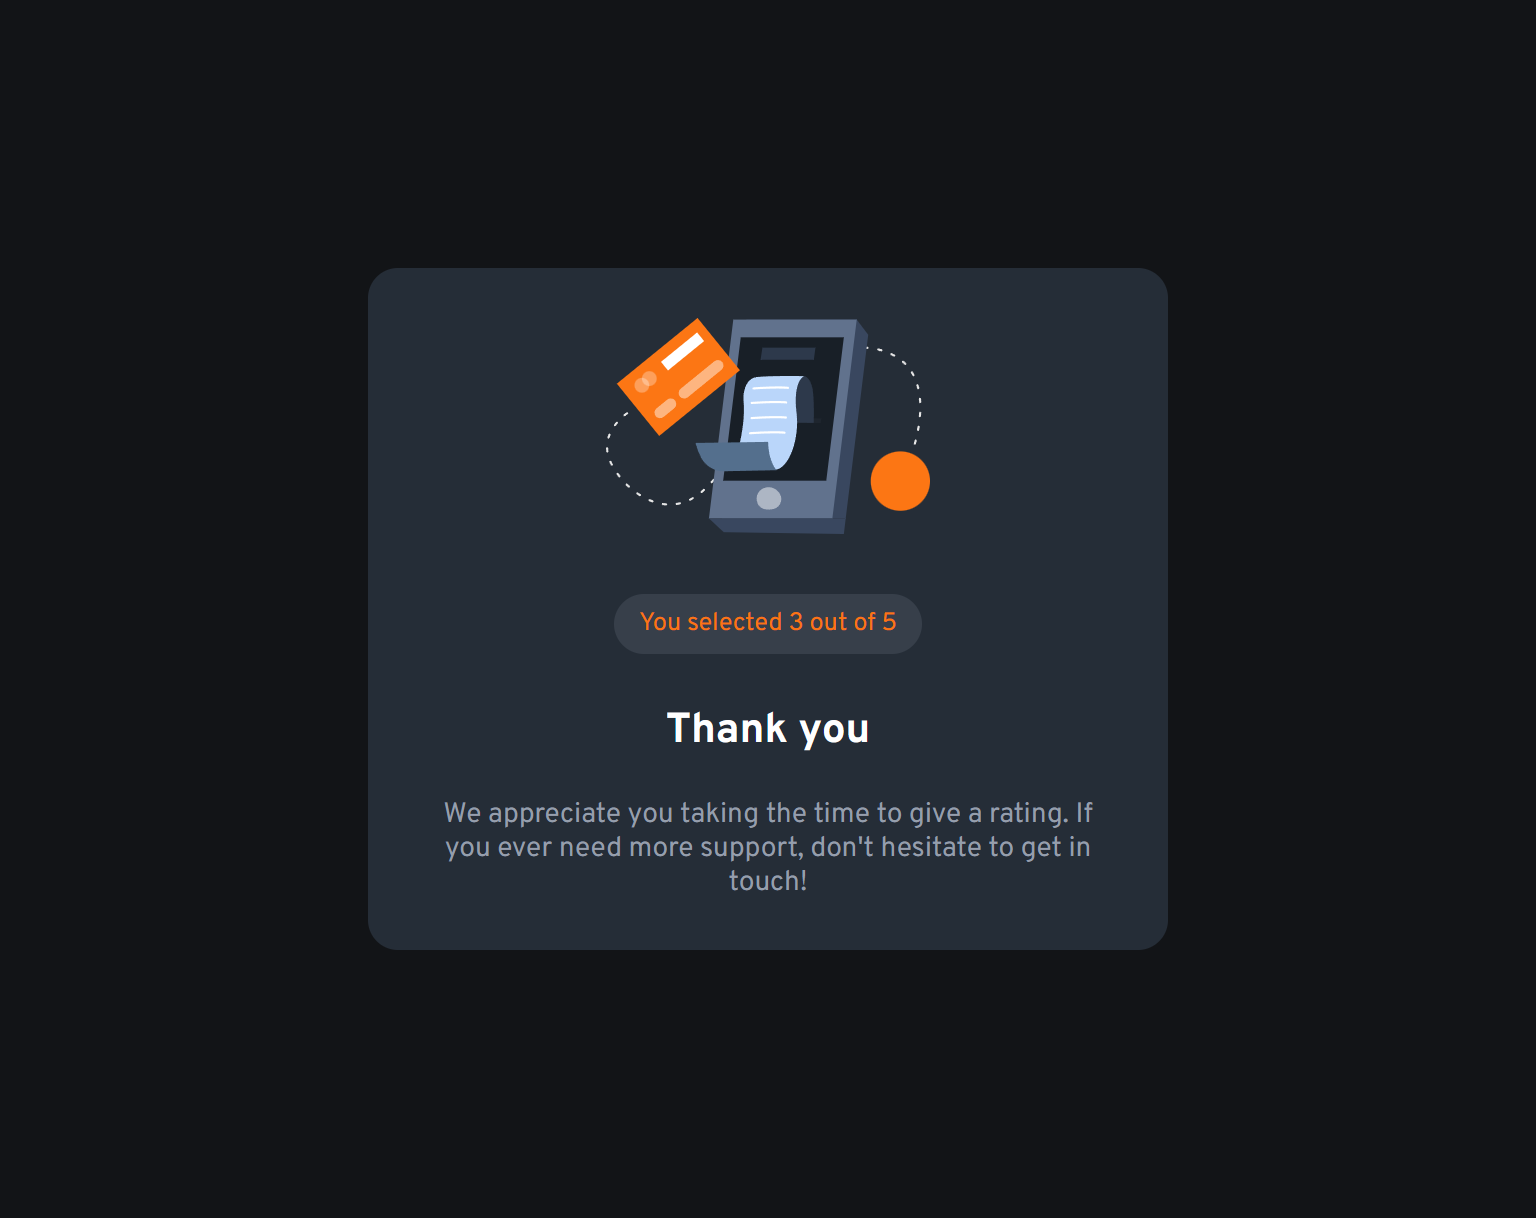 You selected 3 out of 5
Thank you
We appreciate you taking the time to give a rating. If
you ever need more support, don't hesitate to get in
touch!